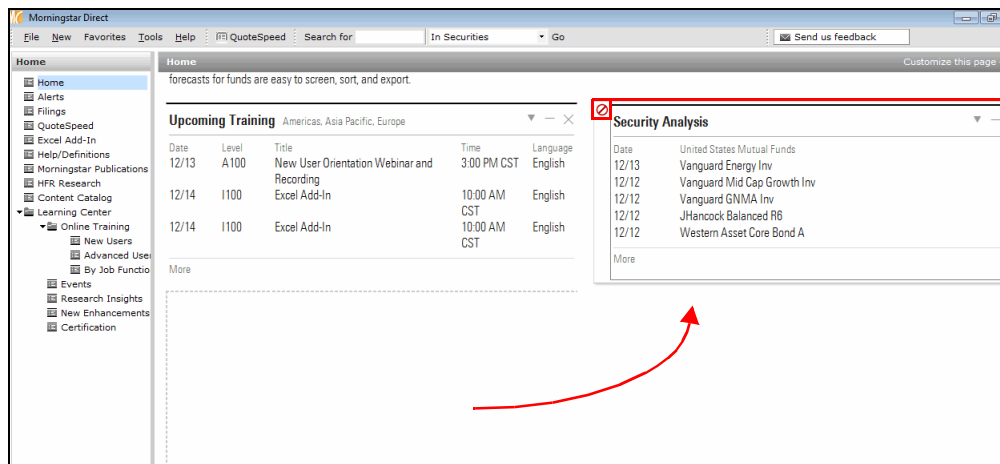 Morningstar Direct
File New Favorites Tools Help QuoteSpeed Search for In Securities Go Send us feedback
Home
Home
Alerts
Filings
QuoteSpeed
Excel Add-In
Help/Definitions
Morningstar Publications
HFR Research
Content Catalog
Learning Center
Online Training
New Users
Advanced User
By Job Functio
Events
Research Insights
New Enhancements
Certification
Home Customize this page
forecasts for funds are easy to screen, sort, and export.
Upcoming Training Americas, Asia Pacific, Europe
Date Level Title Time Language
12/13 A100 New User Orientation Webinar and 3:00 PM CST English
Recording
12/14 I100 Excel Add-In 10:00 AM English
CST
12/14 I100 Excel Add-In 10:00 AM English
CST
More
Security Analysis
Date United States Mutual Funds
12/13 Vanguard Energy Inv
12/12 Vanguard Mid Cap Growth Inv
12/12 Vanguard GNMA Inv
12/12 JHancock Balanced R6
12/12 Western Asset Core Bond A
More